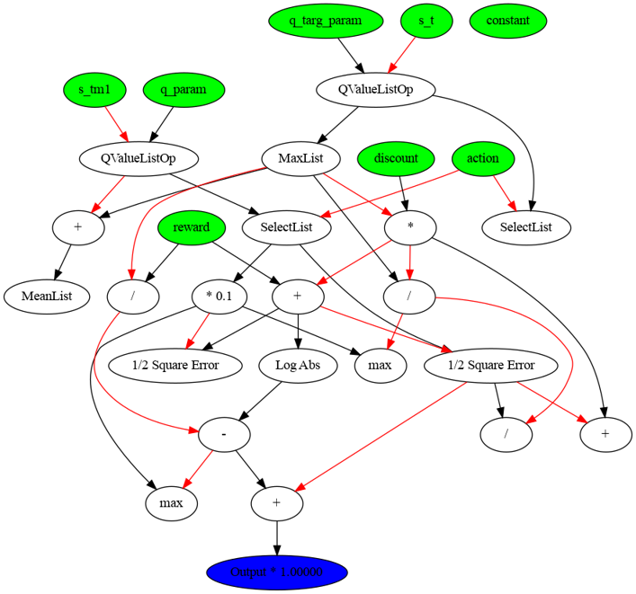 q_targ_param
s_t
constant
s_tm1
q_param
QValueListOp
QValueListOp
MaxList
discount
action
+
reward
SelectList
*
SelectList
MeanList
/
* 0.1
+
/
1/2 Square Error
Log Abs
max
1/2 Square Error
-
/
+
max
+
Output * 1.00000